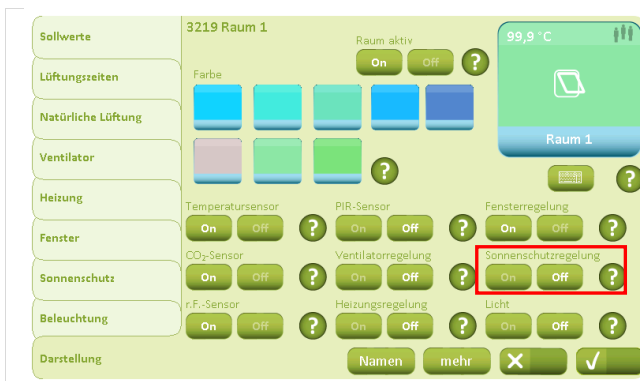 Sollwerte
Lüftungszeiten
Natürliche Lüftung
Ventilator
Heizung
Fenster
Sonnenschutz
Beleuchtung
Darstellung
3219 Raum 1
Raum aktiv
On Off ?
Farbe
?
99,9 °C
Raum 1
?
Temperatursensor PIR-Sensor Fensterregelung
On Off ? On Off ? On Off ?
CO₂-Sensor Ventilatorregelung Sonnenschutzregelung
On Off ? On Off ? On Off ?
r.F.-Sensor Heizungsregelung Licht
On Off ? On Off ? On Off ?
Namen mehr